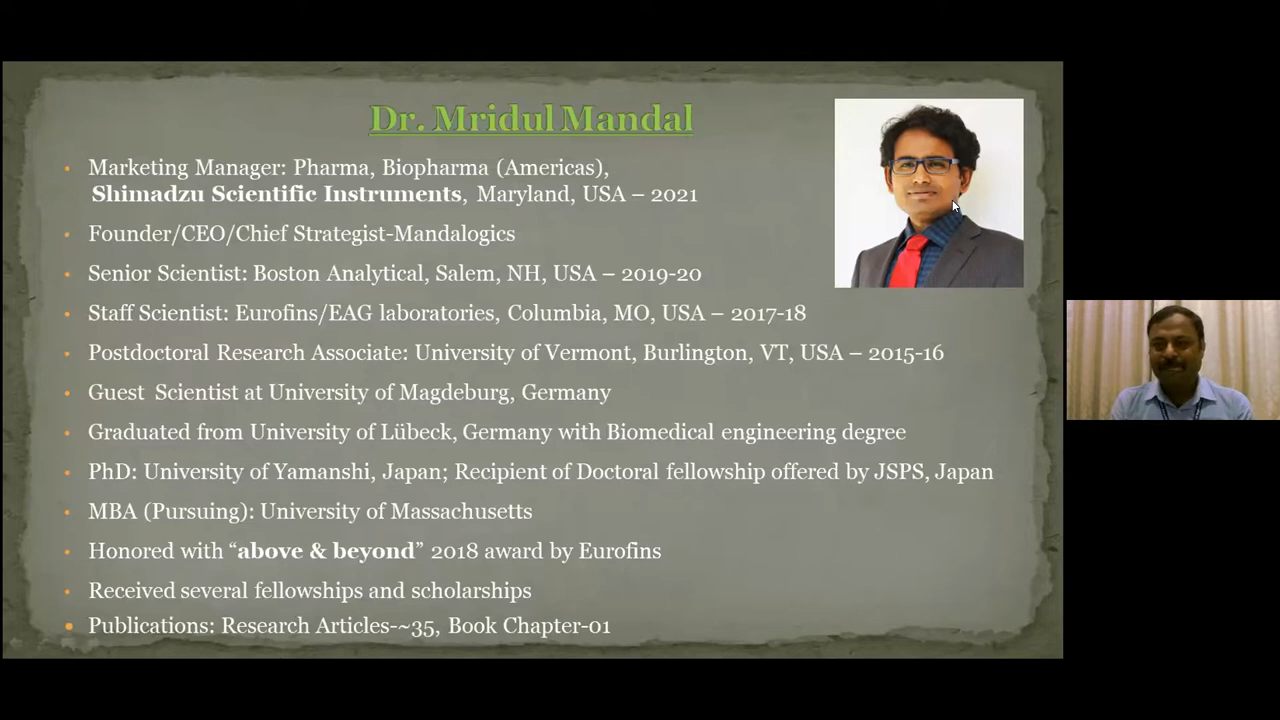 Dr. Mridul Mandal
• Marketing Manager: Pharma, Biopharma (Americas),
Shimadzu Scientific Instruments, Maryland, USA – 2021
• Founder/CEO/Chief Strategist-Mandalogics
• Senior Scientist: Boston Analytical, Salem, NH, USA – 2019-20
• Staff Scientist: Eurofins/EAG laboratories, Columbia, MO, USA – 2017-18
• Postdoctoral Research Associate: University of Vermont, Burlington, VT, USA – 2015-16
• Guest Scientist at University of Magdeburg, Germany
• Graduated from University of Lübeck, Germany with Biomedical engineering degree
• PhD: University of Yamanshi, Japan; Recipient of Doctoral fellowship offered by JSPS, Japan
• MBA (Pursuing): University of Massachusetts
• Honored with “above & beyond” 2018 award by Eurofins
• Received several fellowships and scholarships
• Publications: Research Articles-~35, Book Chapter-01